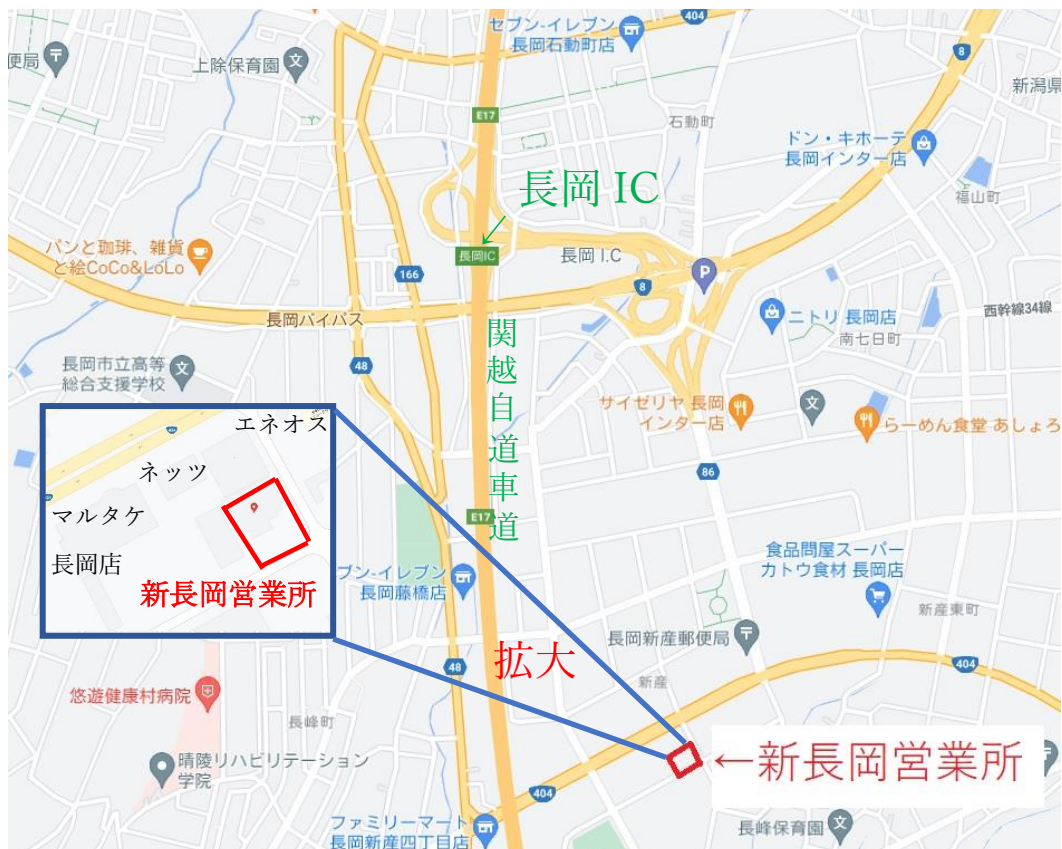 404
セブン-イレブン
長岡石動町店
便局
上除保育園
8
新潟県
E17
石動町
ドン・キホーテ
長岡インター店
長岡 IC
福山町
パンと珈琲、雑貨
と絵CoCo&LoLo
長岡IC
長岡 I.C
166
8
P
長岡バイパス
関越自道車道
ニトリ 長岡店
西幹線34線
南七日町
長岡市立高等
総合支援学校
48
サイゼリヤ 長岡
インター店
らーめん食堂 あしょろ
エネオス
ネッツ
86
マルタケ
長岡店
E17
新長岡営業所
ブン-イレブン
長岡藤橋店
食品問屋スーパー
カトウ食材 長岡店
新産東町
長岡新産郵便局
拡大
48
404
新産
悠遊健康村病院
長峰町
←新長岡営業所
晴陵リハビリテーション
学院
404
ファミリーマート
長岡新産四丁目店
長峰保育園